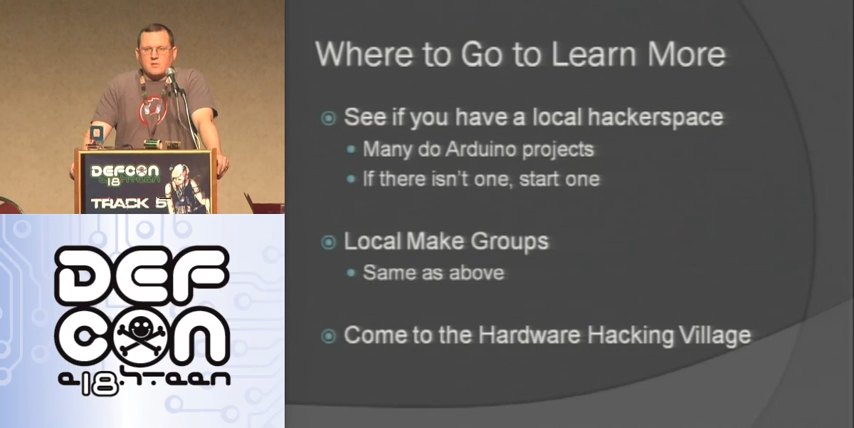 DEFCON
18
TRACK 5
DEF
CON
e18hteen
Where to Go to Learn More
See if you have a local hackerspace
Many do Arduino projects
If there isn't one, start one
Local Make Groups
Same as above
Come to the Hardware Hacking Village